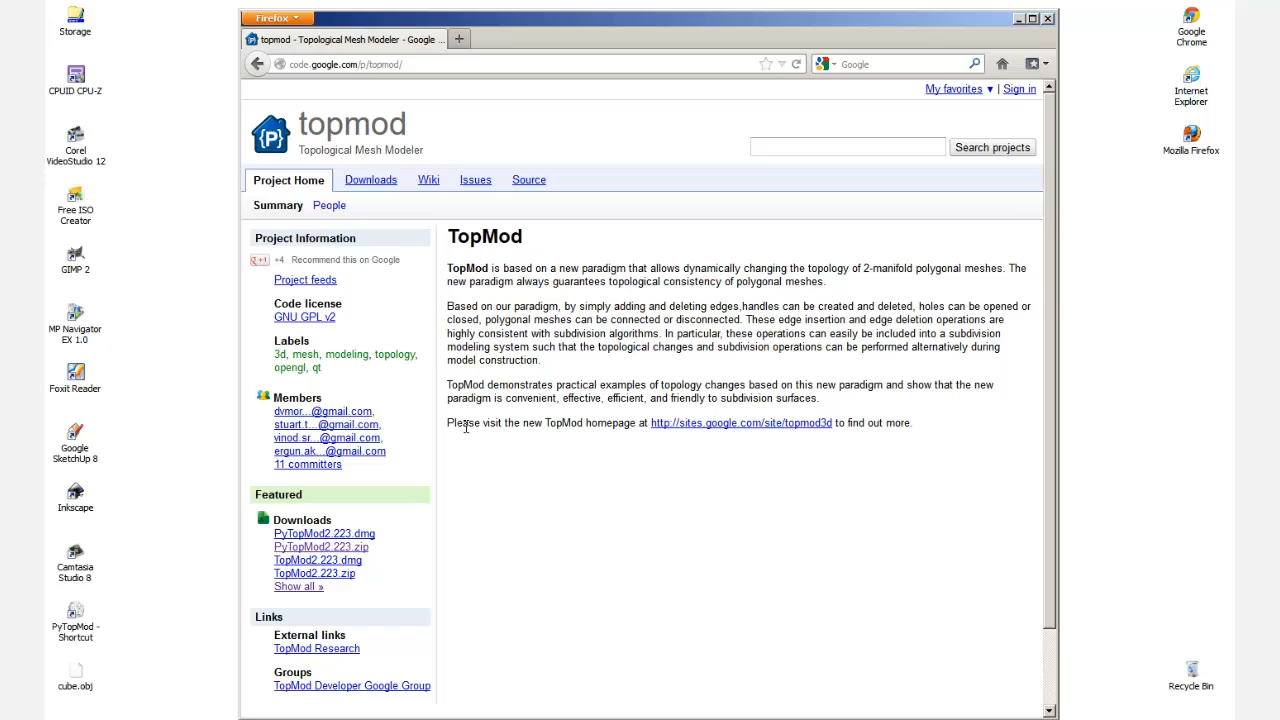 Storage
CPUID CPU-Z
Corel
VideoStudio 12
Free ISO
Creator
GIMP 2
MP Navigator
EX 1.0
Foxit Reader
Google
SketchUp 8
Inkscape
Camtasia
Studio 8
PyTopMod -
Shortcut
cube.obj
Firefox
topmod - Topological Mesh Modeler - Google ...
code.google.com/p/topmod/
Google
My favorites ▼ | Sign in
{P}
topmod
Topological Mesh Modeler
Search projects
Project Home Downloads Wiki Issues Source
Summary People
Project Information
+1 +4 Recommend this on Google
Project feeds
Code license
GNU GPL v2
Labels
3d, mesh, modeling, topology,
opengl, qt
Members
dvmor...@gmail.com,
stuart.t...@gmail.com,
vinod.sr...@gmail.com,
ergun.ak...@gmail.com
11 committers
Featured
Downloads
PyTopMod2.223.dmg
PyTopMod2.223.zip
TopMod2.223.dmg
TopMod2.223.zip
Show all »
Links
External links
TopMod Research
Groups
TopMod Developer Google Group
TopMod
TopMod is based on a new paradigm that allows dynamically changing the topology of 2-manifold polygonal meshes. The
new paradigm always guarantees topological consistency of polygonal meshes.
Based on our paradigm, by simply adding and deleting edges,handles can be created and deleted, holes can be opened or
closed, polygonal meshes can be connected or disconnected. These edge insertion and edge deletion operations are
highly consistent with subdivision algorithms. In particular, these operations can easily be included into a subdivision
modeling system such that the topological changes and subdivision operations can be performed alternatively during
model construction.
TopMod demonstrates practical examples of topology changes based on this new paradigm and show that the new
paradigm is convenient, effective, efficient, and friendly to subdivision surfaces.
Please visit the new TopMod homepage at http://sites.google.com/site/topmod3d to find out more.
Google
Chrome
Internet
Explorer
Mozilla Firefox
Recycle Bin